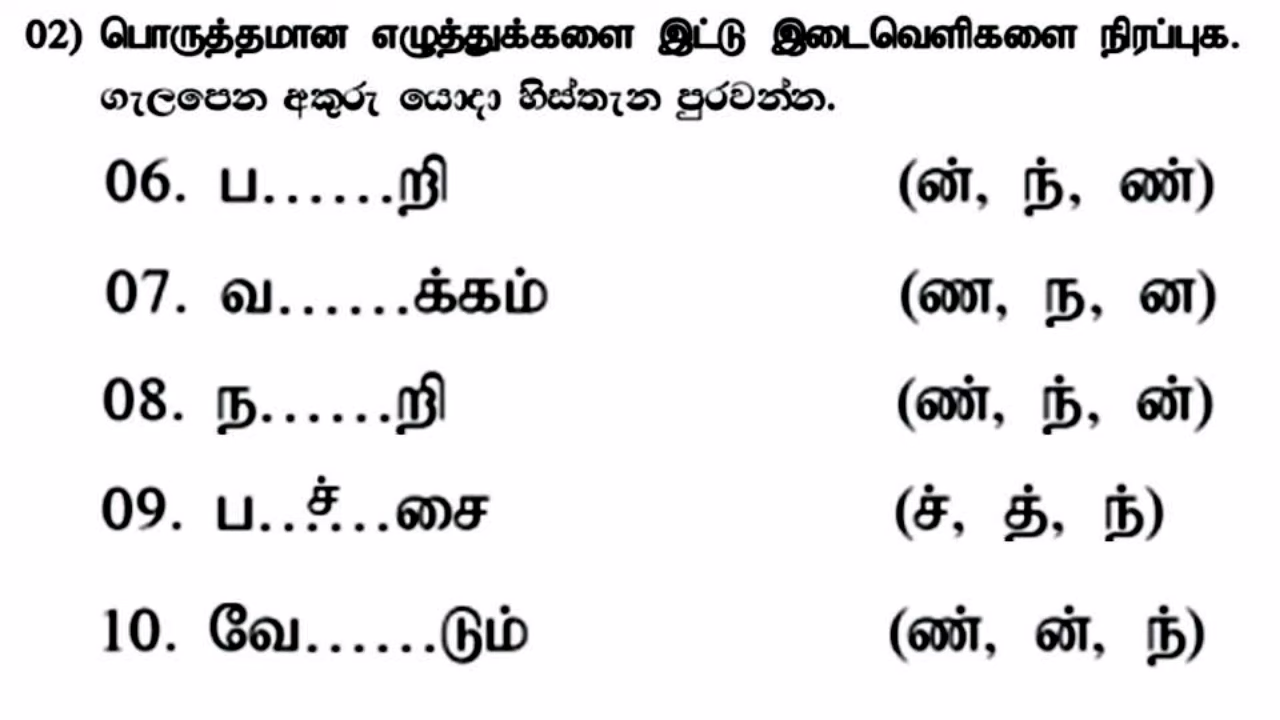 02) பொருத்தமான எழுத்துக்களை இட்டு இடைவெளிகளை நிரப்புக.
ගැලපෙන අකුරු යොදා හිස්තැන පුරවන්න.
06. ப......றி (ன், ந், ண்)
07. வ......க்கம் (ண, ந, ன)
08. ந......றி (ண், ந், ன்)
09. ப..ச்....சை (ச், த், ந்)
10. வே......டும் (ண், ன், ந்)